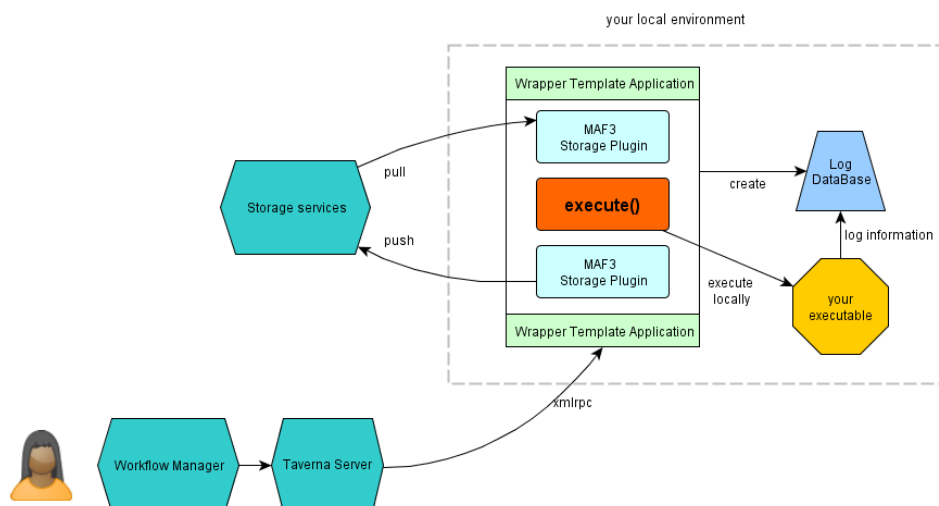 your local environment
Wrapper Template Application
MAF3
Storage Plugin
pull
Storage services
execute()
create
Log
DataBase
push
log information
MAF3
Storage Plugin
execute
locally
your
executable
Wrapper Template Application
xmlrpc
Workflow Manager
Taverna Server